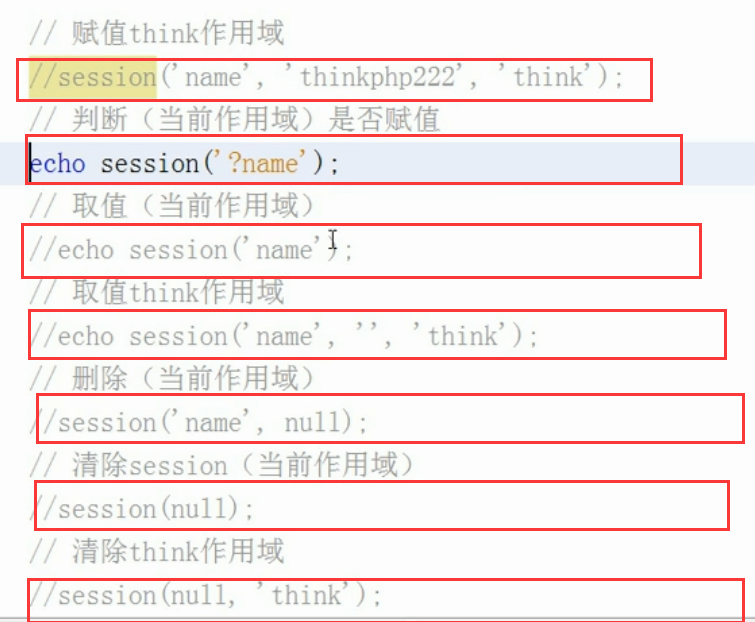 // 赋值think作用域
//session('name', 'thinkphp222', 'think');
// 判断（当前作用域）是否赋值
echo session('?name');
// 取值（当前作用域）
//echo session('name');
// 取值think作用域
//echo session('name', '', 'think');
// 删除（当前作用域）
//session('name', null);
// 清除session（当前作用域）
//session(null);
// 清除think作用域
//session(null, 'think');